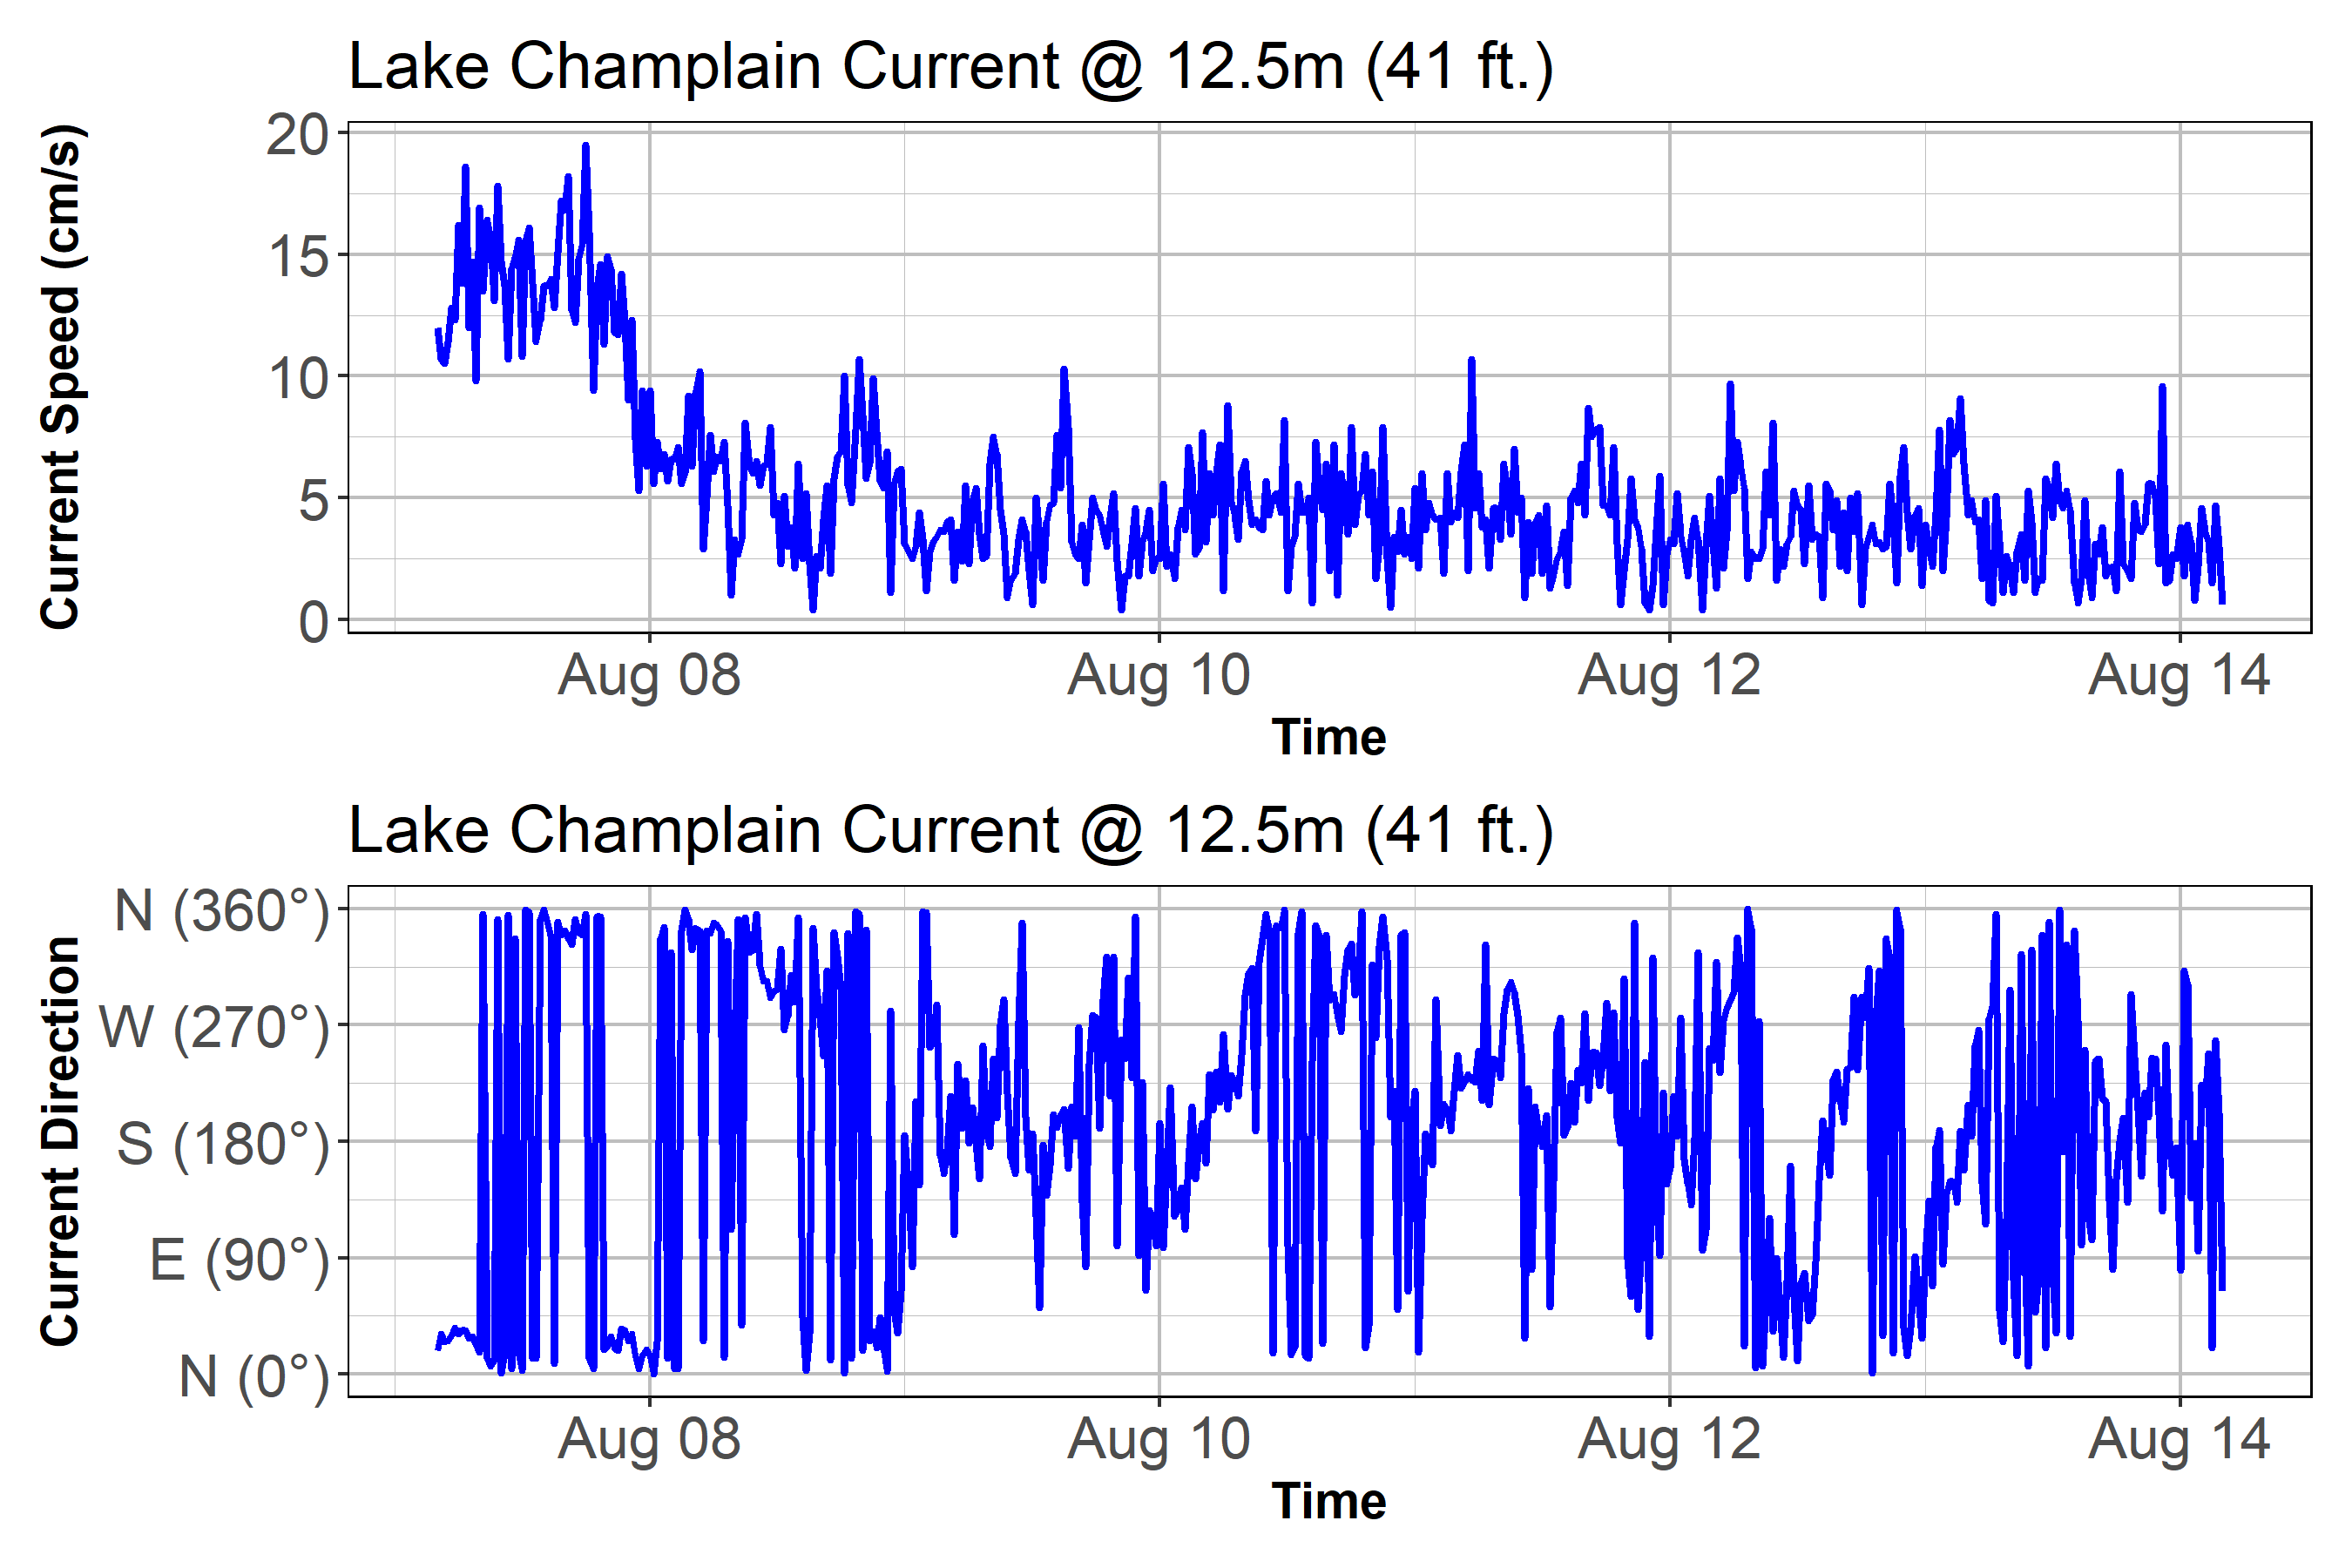 Lake Champlain Current @ 12.5m (41 ft.)
Current Speed (cm/s)
20
15
10
5
0
Aug 08 Aug 10 Aug 12 Aug 14
Time
Lake Champlain Current @ 12.5m (41 ft.)
Current Direction
N (360°)
W (270°)
S (180°)
E (90°)
N (0°)
Aug 08 Aug 10 Aug 12 Aug 14
Time